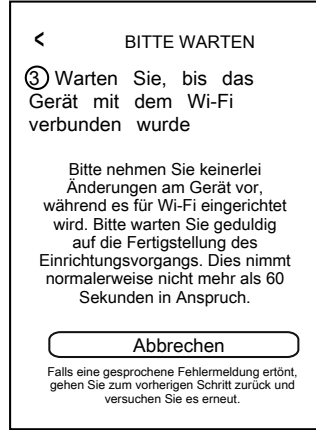 < BITTE WARTEN
③ Warten Sie, bis das
Gerät mit dem Wi-Fi
verbunden wurde
Bitte nehmen Sie keinerlei
Änderungen am Gerät vor,
während es für Wi-Fi eingerichtet
wird. Bitte warten Sie geduldig
auf die Fertigstellung des
Einrichtungsvorgangs. Dies nimmt
normalerweise nicht mehr als 60
Sekunden in Anspruch.
Abbrechen
Falls eine gesprochene Fehlermeldung ertönt,
gehen Sie zum vorherigen Schritt zurück und
versuchen Sie es erneut.